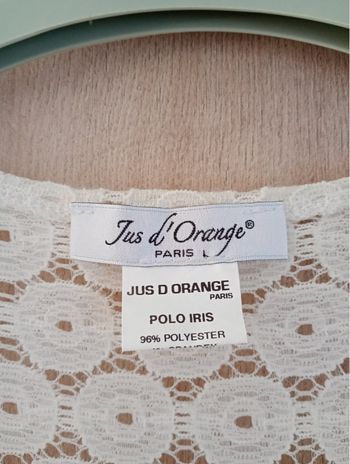 Jus d'Orange®
PARIS L
JUS D ORANGE
PARIS
POLO IRIS
96% POLYESTER